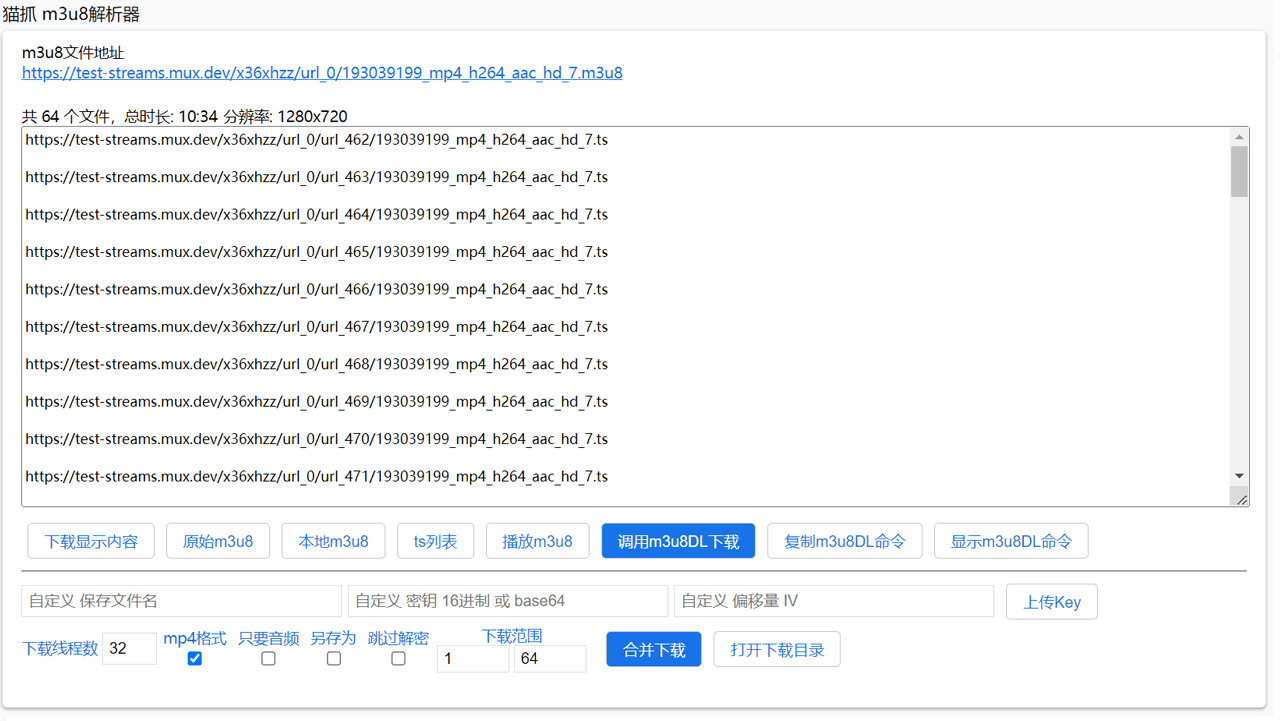 猫抓 m3u8解析器
m3u8文件地址
https://test-streams.mux.dev/x36xhzz/url_0/193039199_mp4_h264_aac_hd_7.m3u8
共 64 个文件，总时长: 10:34 分辨率: 1280x720
https://test-streams.mux.dev/x36xhzz/url_0/url_462/193039199_mp4_h264_aac_hd_7.ts
https://test-streams.mux.dev/x36xhzz/url_0/url_463/193039199_mp4_h264_aac_hd_7.ts
https://test-streams.mux.dev/x36xhzz/url_0/url_464/193039199_mp4_h264_aac_hd_7.ts
https://test-streams.mux.dev/x36xhzz/url_0/url_465/193039199_mp4_h264_aac_hd_7.ts
https://test-streams.mux.dev/x36xhzz/url_0/url_466/193039199_mp4_h264_aac_hd_7.ts
https://test-streams.mux.dev/x36xhzz/url_0/url_467/193039199_mp4_h264_aac_hd_7.ts
https://test-streams.mux.dev/x36xhzz/url_0/url_468/193039199_mp4_h264_aac_hd_7.ts
https://test-streams.mux.dev/x36xhzz/url_0/url_469/193039199_mp4_h264_aac_hd_7.ts
https://test-streams.mux.dev/x36xhzz/url_0/url_470/193039199_mp4_h264_aac_hd_7.ts
https://test-streams.mux.dev/x36xhzz/url_0/url_471/193039199_mp4_h264_aac_hd_7.ts
下载显示内容 原始m3u8 本地m3u8 ts列表 播放m3u8 调用m3u8DL下载 复制m3u8DL命令 显示m3u8DL命令
自定义 保存文件名 自定义 密钥 16进制 或 base64 自定义 偏移量 IV 上传Key
下载线程数 32 mp4格式 只要音频 另存为 跳过解密 下载范围 1 64 合并下载 打开下载目录